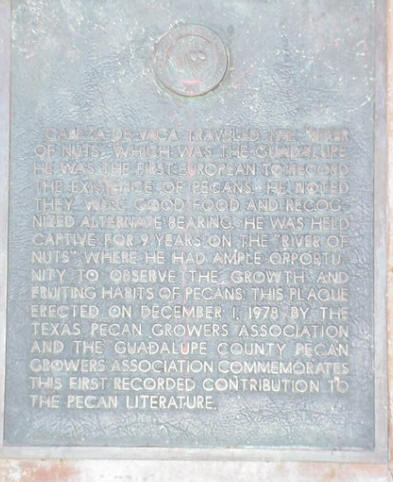 CABEZA DE VACA TRAVELED THE "RIVER
OF NUTS," WHICH WAS THE GUADALUPE.
HE WAS THE FIRST EUROPEAN TO RECORD
THE EXISTENCE OF PECANS. HE NOTED
THEY WERE GOOD FOOD AND RECOG-
NIZED ALTERNATE BEARING. HE WAS HELD
CAPTIVE FOR 9 YEARS ON THE "RIVER OF
NUTS", WHERE HE HAD AMPLE OPPORTU-
NITY TO OBSERVE THE GROWTH AND
FRUITING HABITS OF PECANS. THIS PLAQUE
ERECTED ON DECEMBER 1, 1978 BY THE
TEXAS PECAN GROWERS ASSOCIATION
AND THE GUADALUPE COUNTY PECAN
GROWERS ASSOCIATION COMMEMORATES
THIS FIRST RECORDED CONTRIBUTION TO
THE PECAN LITERATURE.